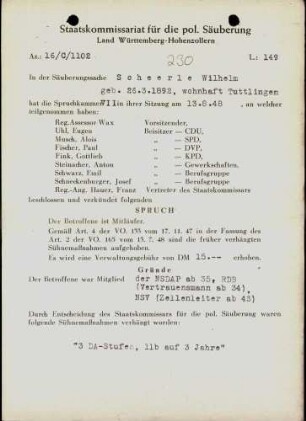 Staatskommissariat für die pol. Säuberung
Land Württemberg-Hohenzollern
Az.: 16/C/1102
230
L.: 149
In der Säuberungssache Scheerle Wilhelm
geb. 26.3.1892, wohnhaft Tuttlingen
hat die Spruchkammer VII in ihrer Sitzung am 13.8.48 , an welcher
teilgenommen haben:
Reg.Assessor Wax Vorsitzender,
Uhl, Eugen Beisitzer — CDU,
Munch, Alois „ — SPD,
Fischer, Paul „ — DVP,
Fink, Gottlieb „ — KPD,
Steinacher, Anton „ — Gewerkschaften,
Schwarz, Emil „ — Berufsgruppe
Schneckenburger, Josef „ — Berufsgruppe
Reg.-Ang. Hauer, Franz Vertreter des Staatskommissars
beschlossen und verkündet folgenden
SPRUCH
Der Betroffene ist Mitläufer.
Gemäß Art. 4 der VO. 133 vom 17. 11. 47 in der Fassung des
Art. 2 der VO. 165 vom 13. 7. 48 sind die früher verhängten
Sühnemaßnahmen aufgehoben.
Es wird eine Verwaltungsgebühr von DM 15.-- erhoben.
Gründe
Der Betroffene war Mitglied der NSDAP ab 33, RDB
(Vertrauensmann ab 34),
NSV (Zellenleiter ab 43)
Durch Entscheidung des Staatskommissars für die pol. Säuberung waren
folgende Sühnemaßnahmen verhängt worden:
"3 DA-Stufen, 11b auf 3 Jahre"